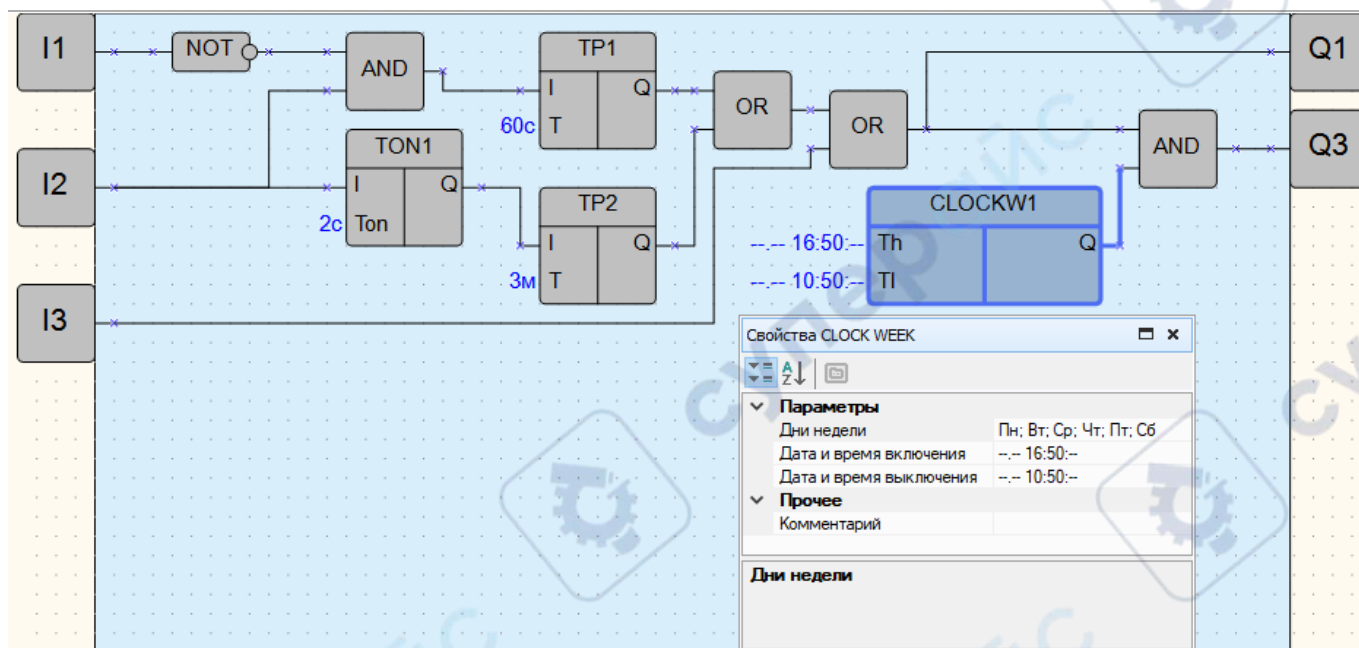 I1
NOT
AND
TP1
I
Q
60с
T
OR
OR
Q1
I2
TON1
I
Q
2с
Ton
TP2
I
Q
3м
T
AND
Q3
CLOCKW1
--.-- 16:50:--
Th
Q
--.-- 10:50:--
Tl
I3
Свойства CLOCK WEEK
Параметры
Дни недели Пн; Вт; Ср; Чт; Пт; Сб
Дата и время включения --.-- 16:50:--
Дата и время выключения --.-- 10:50:--
Прочее
Комментарий
Дни недели
суперайс